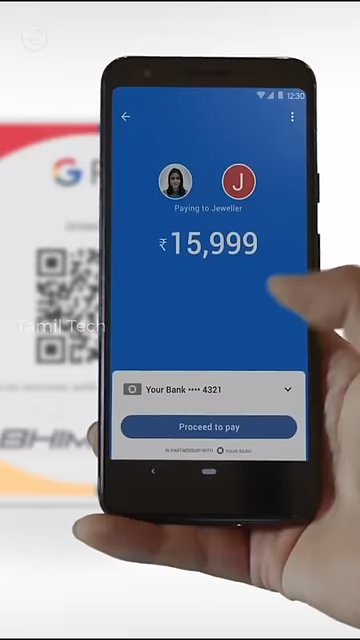 12:30
G P
J
Paying to Jeweller
₹15,999
Tamil Tech
Your Bank •••• 4321
Proceed to pay
BHIM
IN PARTNERSHIP WITH YOUR BANK